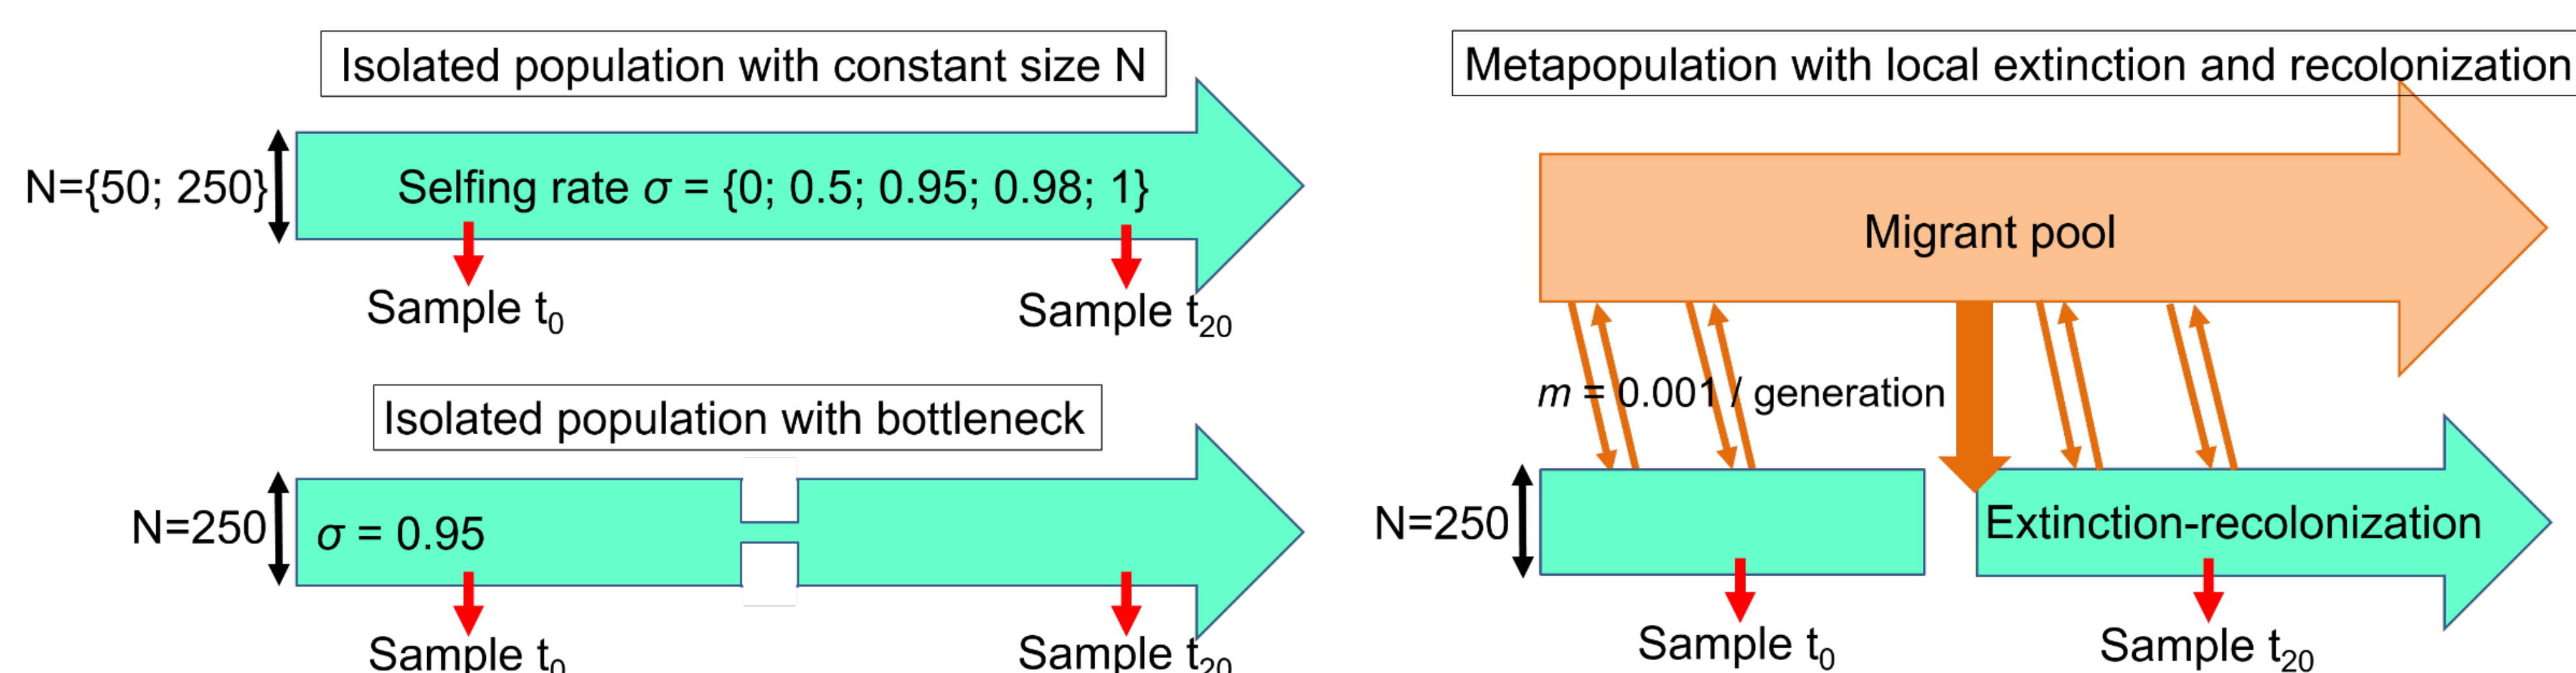 Isolated population with constant size N
N={50; 250}
Selfing rate σ = {0; 0.5; 0.95; 0.98; 1}
Sample t0
Sample t20
Isolated population with bottleneck
N=250
σ = 0.95
Sample t0
Sample t20
Metapopulation with local extinction and recolonization
Migrant pool
m = 0.001 / generation
N=250
Extinction-recolonization
Sample t0
Sample t20